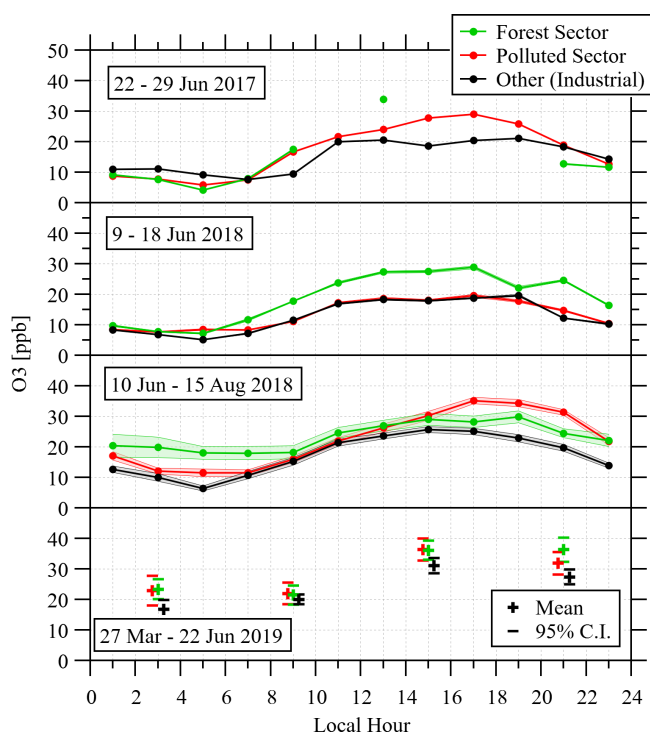 Forest Sector
Polluted Sector
Other (Industrial)
50
40
30
20
10
0
22 - 29 Jun 2017
40
30
20
10
0
9 - 18 Jun 2018
O3 [ppb]
40
30
20
10
0
10 Jun - 15 Aug 2018
40
30
20
10
0
27 Mar - 22 Jun 2019
Mean
95% C.I.
0 2 4 6 8 10 12 14 16 18 20 22 24
Local Hour